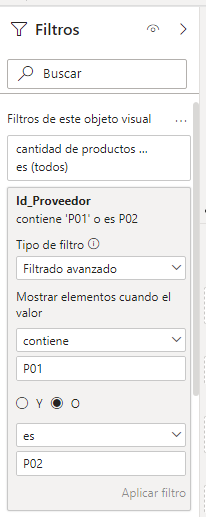 Filtros
Buscar
Filtros de este objeto visual ...
cantidad de productos ...
es (todos)
Id_Proveedor
contiene 'P01' o es P02
Tipo de filtro
Filtrado avanzado
Mostrar elementos cuando el
valor
contiene
P01
Y O
es
P02
Aplicar filtro